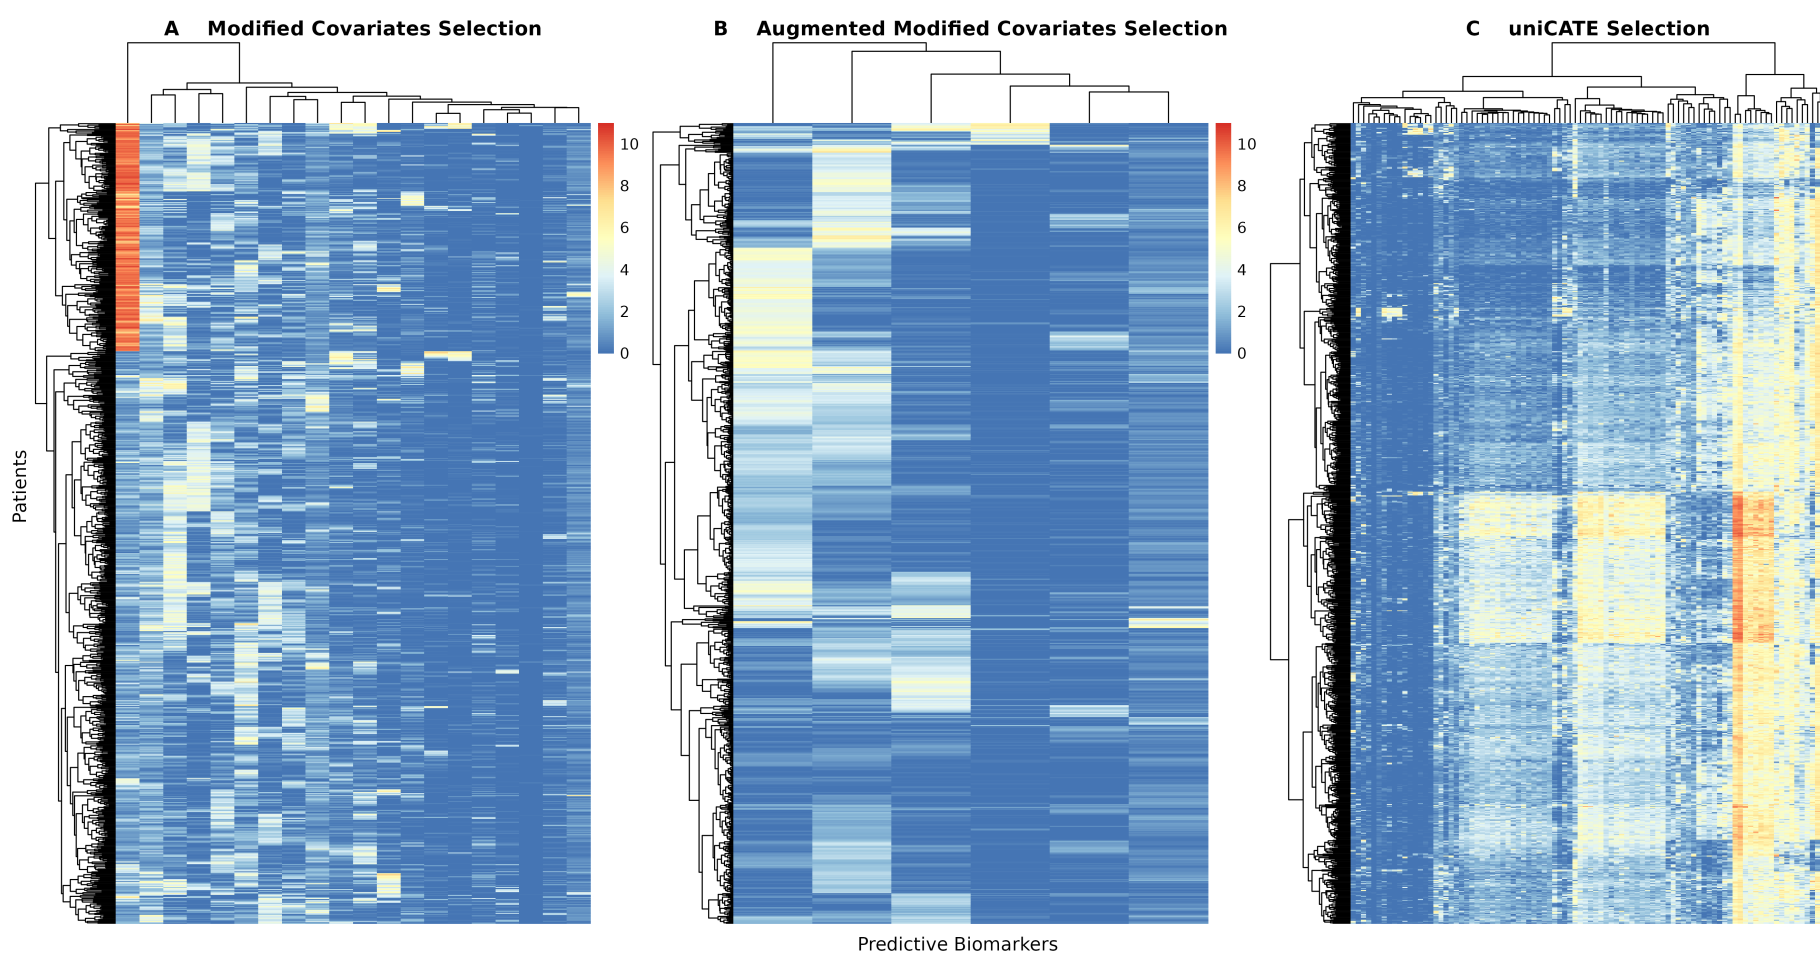 A Modified Covariates Selection
B Augmented Modified Covariates Selection
C uniCATE Selection
10
8
6
4
2
0
10
8
6
4
2
0
Patients
Predictive Biomarkers